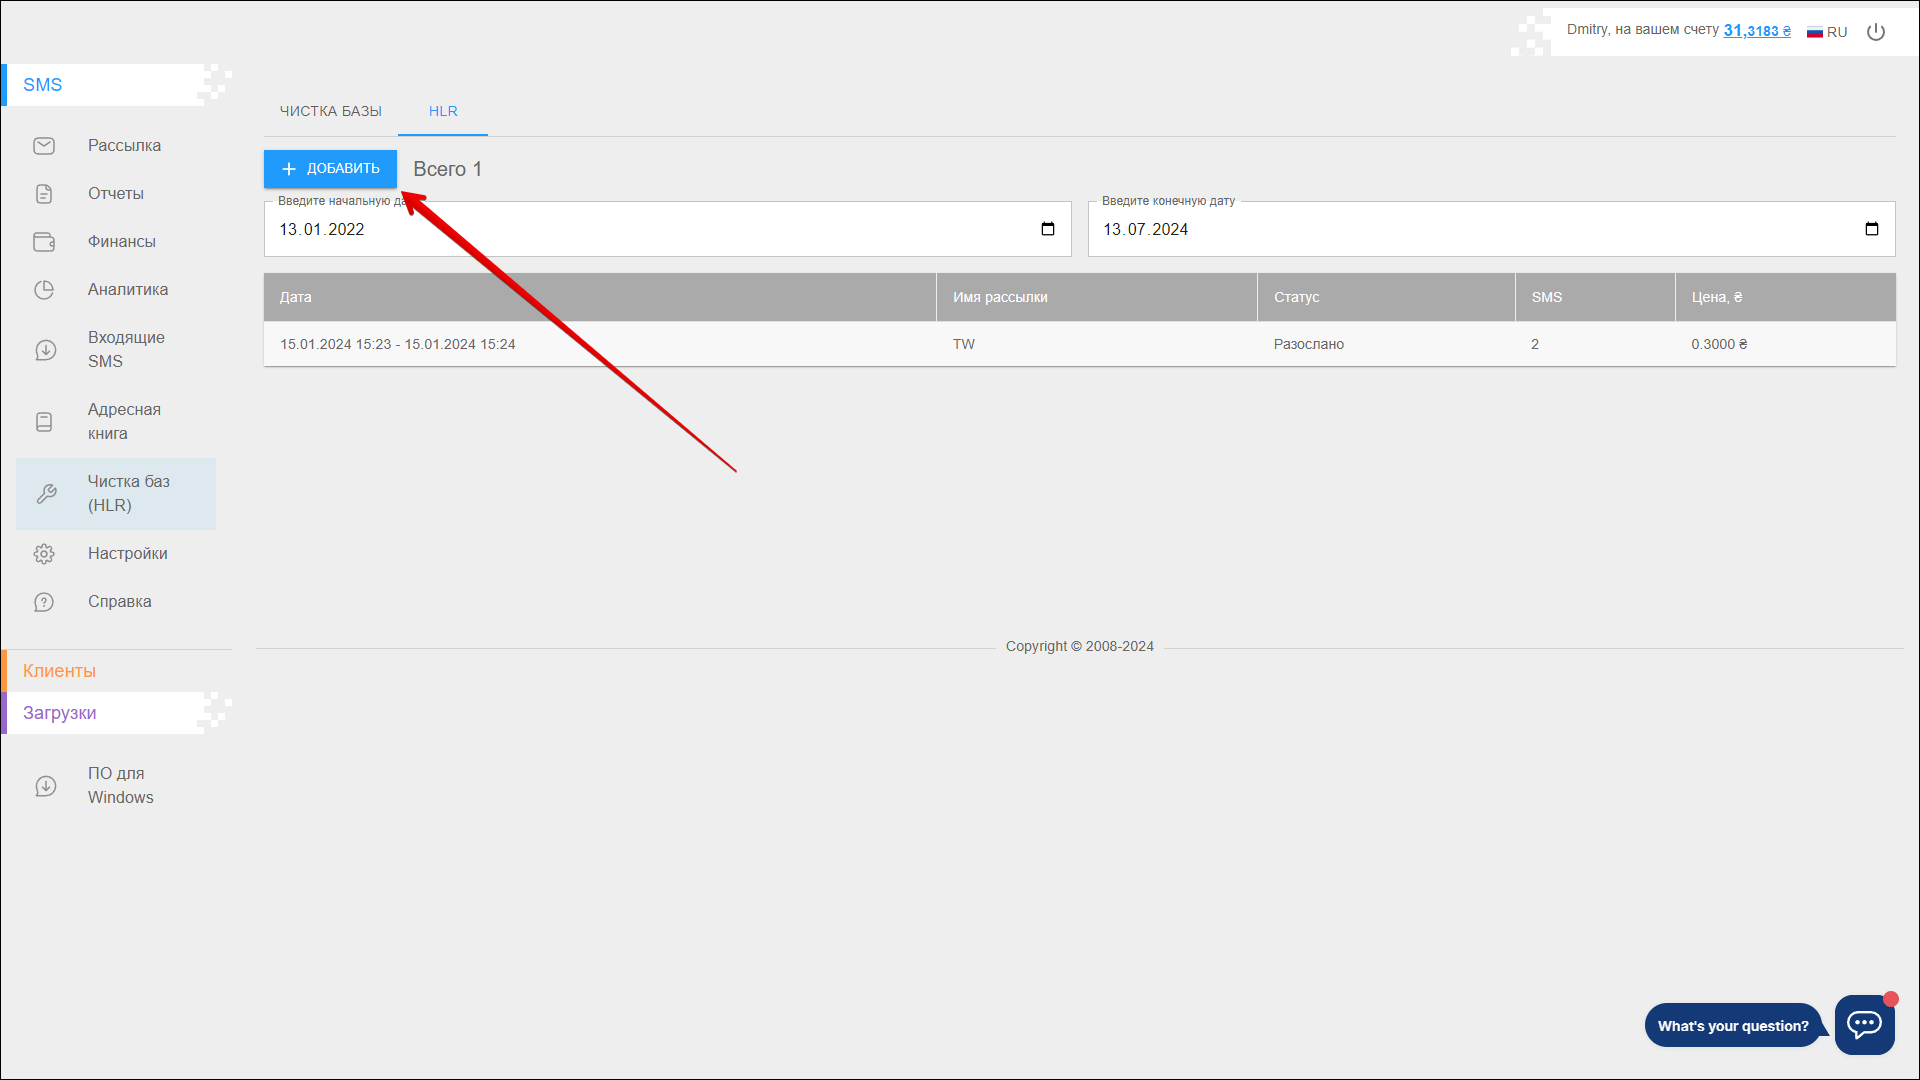 Dmitry, на вашем счету 31,3183 ₴
RU
SMS
Рассылка
Отчеты
Финансы
Аналитика
Входящие
SMS
Адресная
книга
Чистка баз
(HLR)
Настройки
Справка
Клиенты
Загрузки
ПО для
Windows
ЧИСТКА БАЗЫ HLR
ДОБАВИТЬ Всего 1
Введите начальную да
13.01.2022
Введите конечную дату
13.07.2024
Дата Имя рассылки Статус SMS Цена, ₴
15.01.2024 15:23 - 15.01.2024 15:24 TW Разослано 2 0.3000 ₴
Copyright © 2008-2024
What's your question?